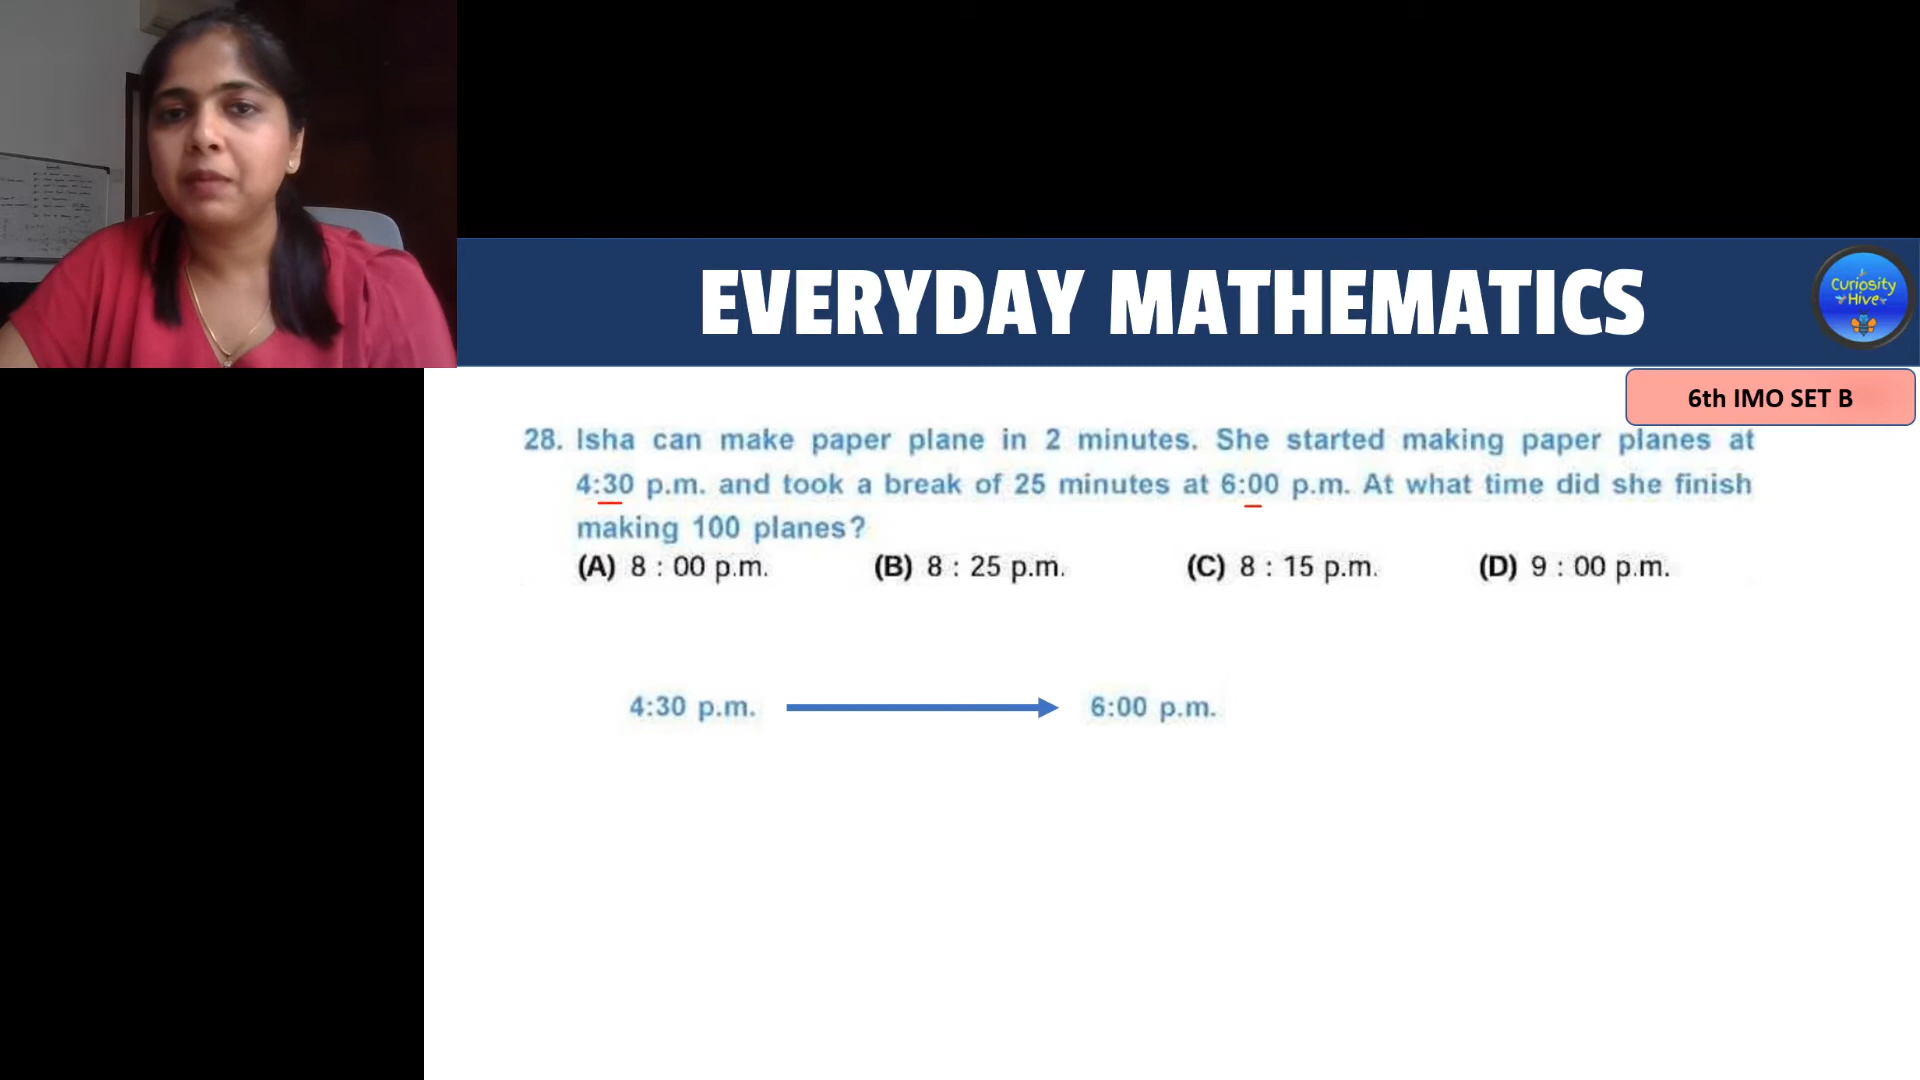 EVERYDAY MATHEMATICS
Curiosity
Hive
6th IMO SET B
28. Isha can make paper plane in 2 minutes. She started making paper planes at
4:30 p.m. and took a break of 25 minutes at 6:00 p.m. At what time did she finish
making 100 planes?
(A) 8 : 00 p.m. (B) 8 : 25 p.m. (C) 8 : 15 p.m. (D) 9 : 00 p.m.
4:30 p.m. 6:00 p.m.